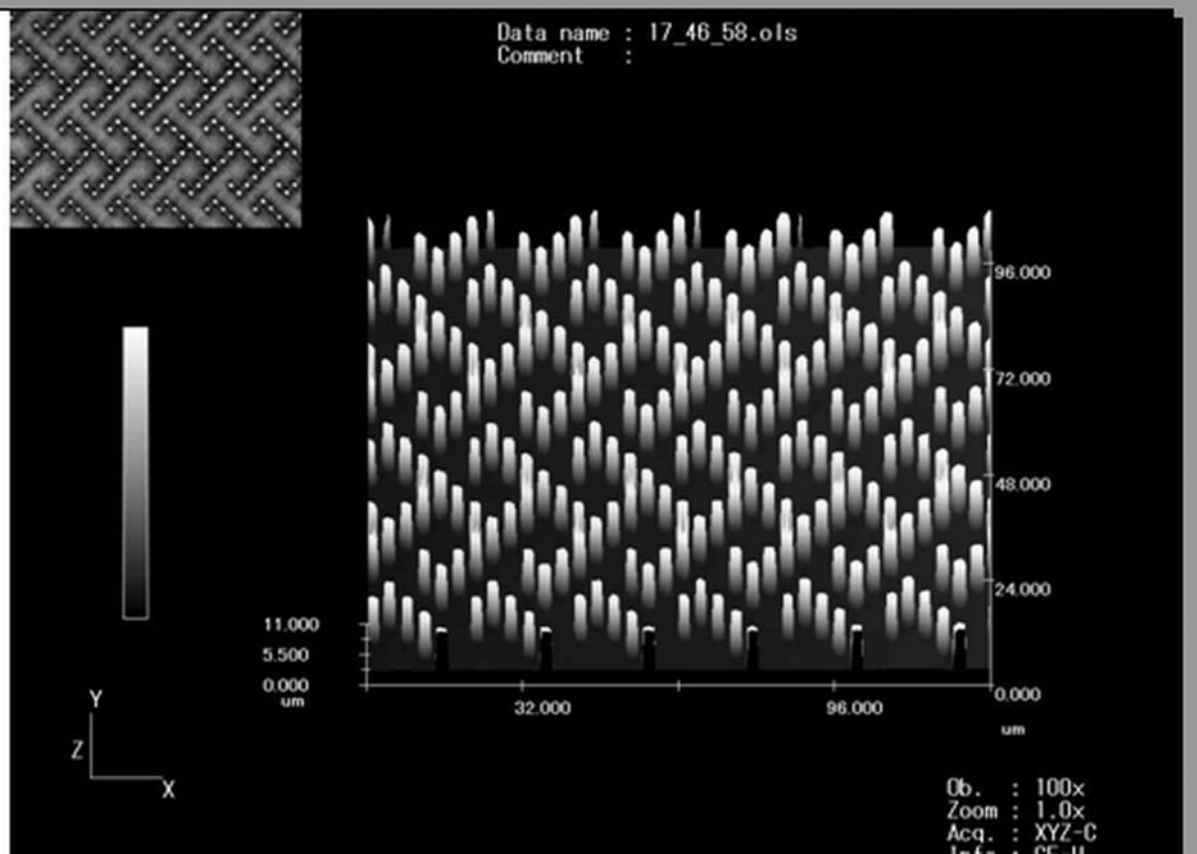 Data name : 17_46_58.ols
Comment :
96.000
72.000
48.000
24.000
11.000
5.500
0.000
um
0.000
32.000
96.000
um
Y
Z
X
Ob. : 100x
Zoom : 1.0x
Acq. : XYZ-C